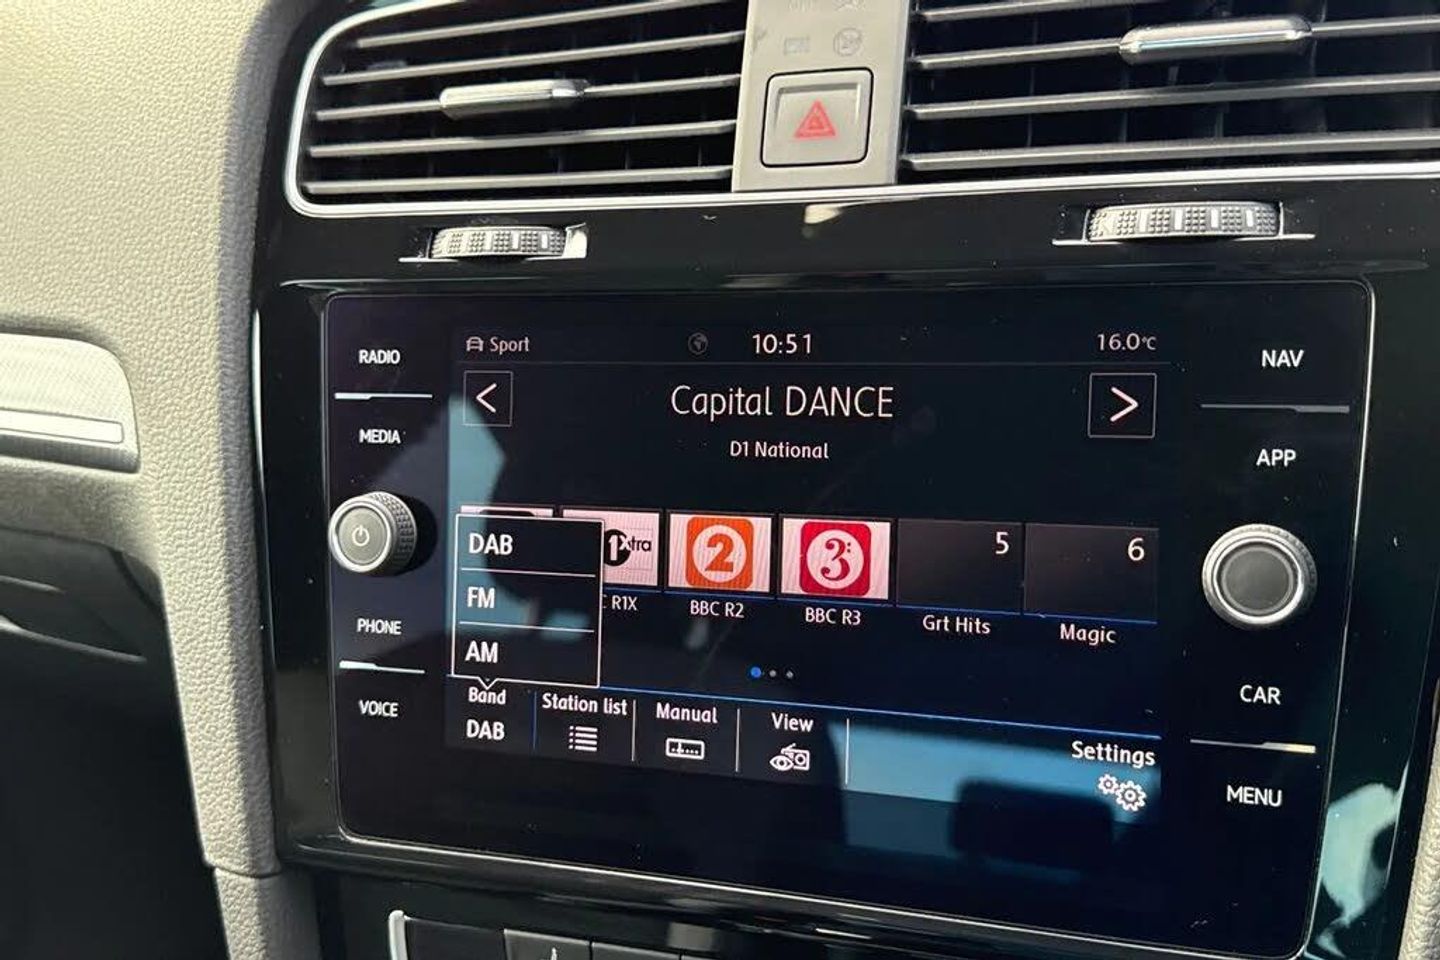 Sport 10:51 16.0°C
RADIO
MEDIA
PHONE
VOICE
Capital DANCE
D1 National
DAB
FM
AM
1Xtra
2
3
5
6
R1X
BBC R2
BBC R3
Grt Hits
Magic
Band
DAB
Station list
Manual
View
Settings
NAV
APP
CAR
MENU